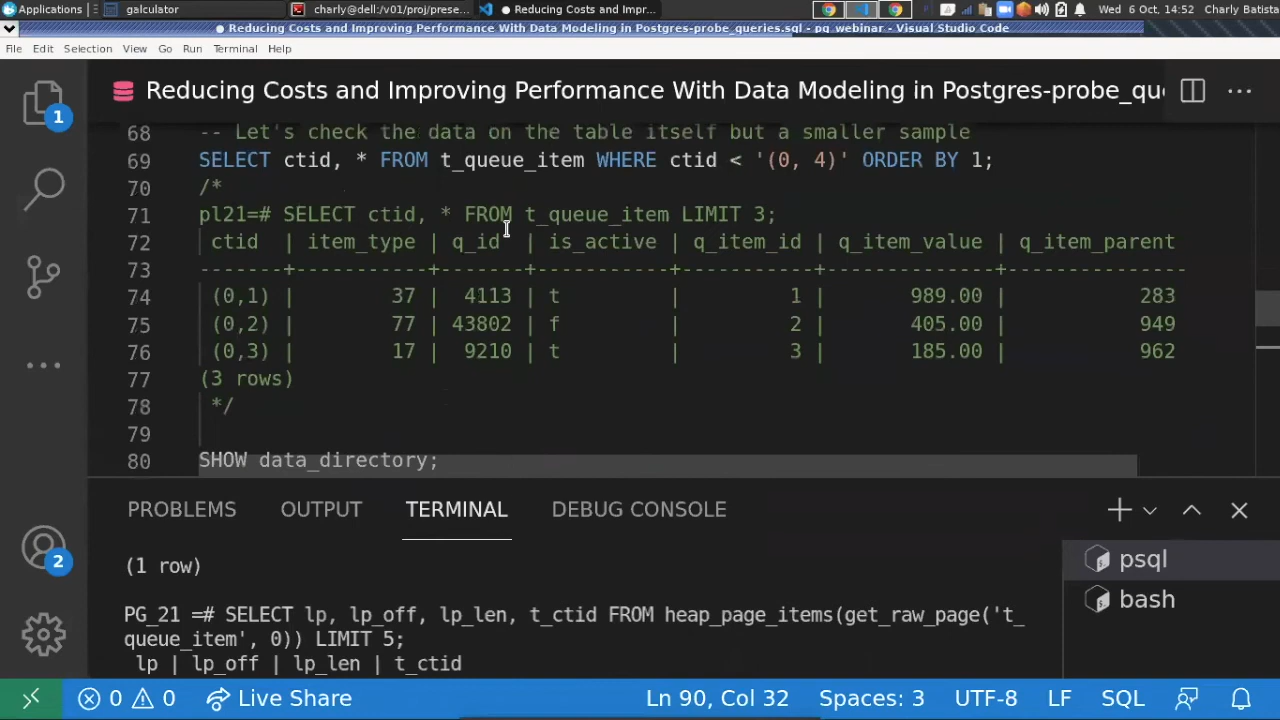 Applications galculator charly@dell:~/v01/proj/prese... Reducing Costs and Impr... Wed 6 Oct, 14:52 Charly Batista
● Reducing Costs and Improving Performance With Data Modeling in Postgres-probe_queries.sql - pg_webinar - Visual Studio Code
File Edit Selection View Go Run Terminal Help
Reducing Costs and Improving Performance With Data Modeling in Postgres-probe_que
68 -- Let's check the data on the table itself but a smaller sample
69 SELECT ctid, * FROM t_queue_item WHERE ctid < '(0, 4)' ORDER BY 1;
70 /*
71 pl21=# SELECT ctid, * FROM t_queue_item LIMIT 3;
72 ctid | item_type | q_id | is_active | q_item_id | q_item_value | q_item_parent
73 -------+-----------+-------+-----------+-----------+--------------+---------------
74 (0,1) | 37 | 4113 | t | 1 | 989.00 | 283
75 (0,2) | 77 | 43802 | f | 2 | 405.00 | 949
76 (0,3) | 17 | 9210 | t | 3 | 185.00 | 962
77 (3 rows)
78 */
79
80 SHOW data_directory;
1
2
PROBLEMS OUTPUT TERMINAL DEBUG CONSOLE
(1 row)
PG_21 =# SELECT lp, lp_off, lp_len, t_ctid FROM heap_page_items(get_raw_page('t_
queue_item', 0)) LIMIT 5;
lp | lp_off | lp_len | t_ctid
psql
bash
0 0 Live Share Ln 90, Col 32 Spaces: 3 UTF-8 LF SQL